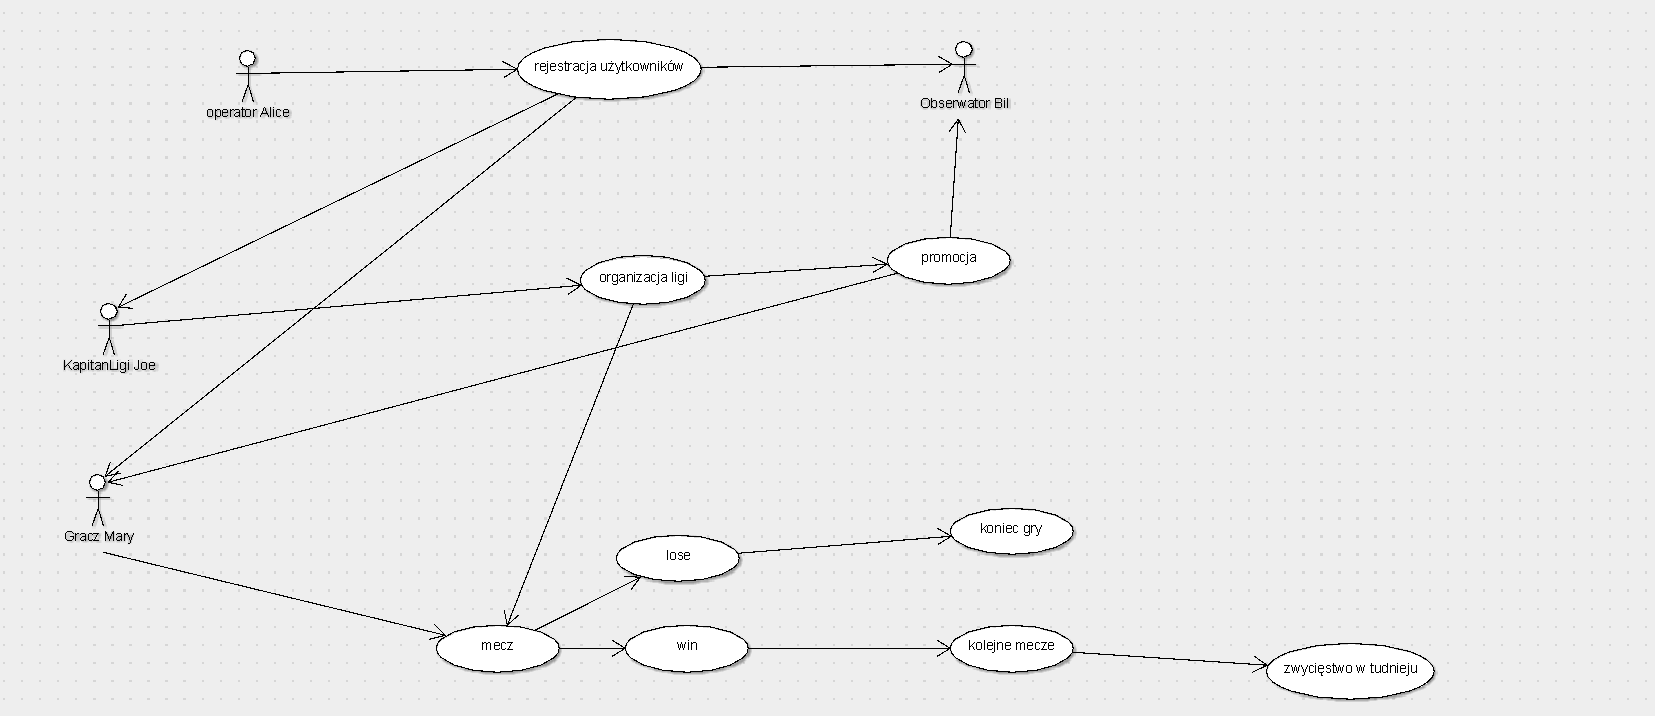 rejestracja użytkowników
operator Alice
Obserwator Bil
promocja
organizacja ligi
KapitanLigi Joe
Gracz Mary
koniec gry
lose
mecz
win
kolejne mecze
zwycięstwo w tudnieju